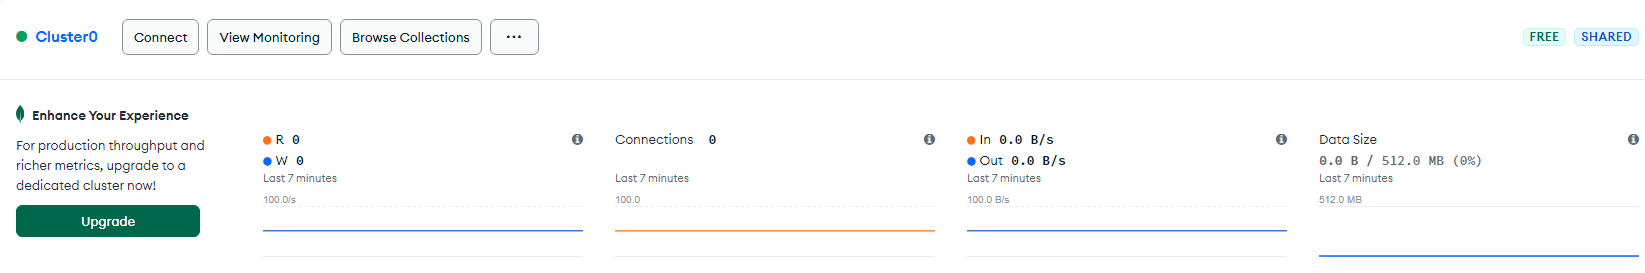 Cluster0 Connect View Monitoring Browse Collections ... FREE SHARED
Enhance Your Experience
For production throughput and
richer metrics, upgrade to a
dedicated cluster now!
Upgrade
R 0
W 0
Last 7 minutes
100.0/s
Connections 0
Last 7 minutes
100.0
In 0.0 B/s
Out 0.0 B/s
Last 7 minutes
100.0 B/s
Data Size
0.0 B / 512.0 MB (0%)
Last 7 minutes
512.0 MB